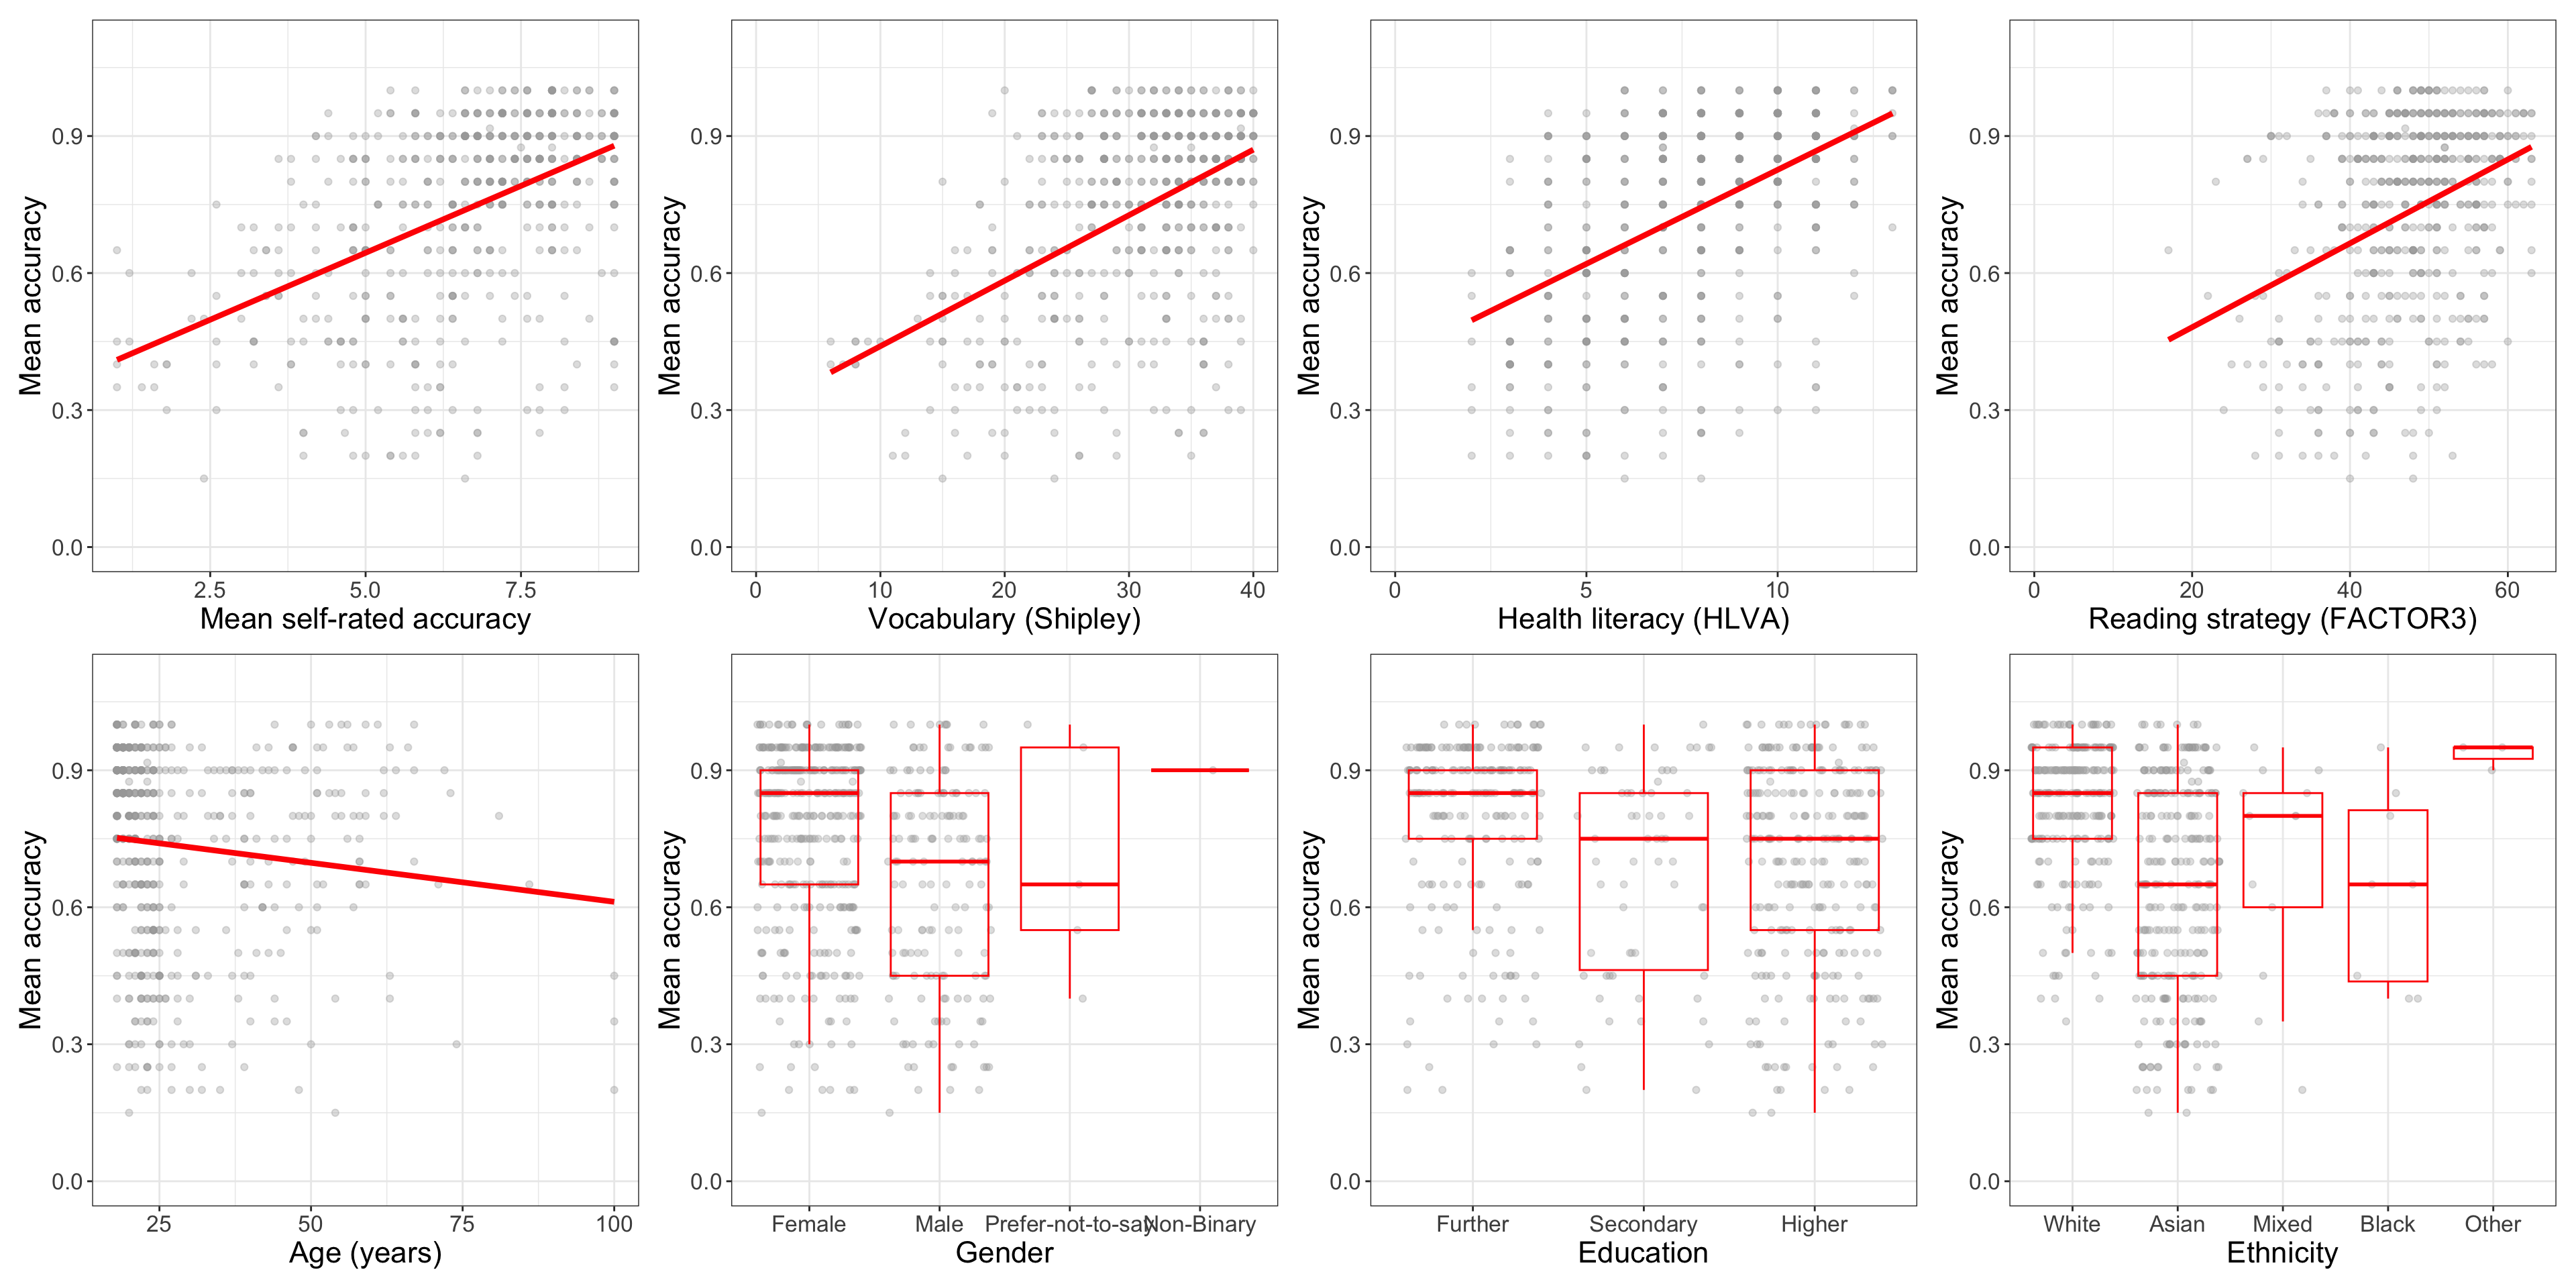 Mean accuracy
0.9
0.6
0.3
0.0
2.5 5.0 7.5
Mean self-rated accuracy
Mean accuracy
0.9
0.6
0.3
0.0
0 10 20 30 40
Vocabulary (Shipley)
Mean accuracy
0.9
0.6
0.3
0.0
0 5 10
Health literacy (HLVA)
Mean accuracy
0.9
0.6
0.3
0.0
0 20 40 60
Reading strategy (FACTOR3)
Mean accuracy
0.9
0.6
0.3
0.0
25 50 75 100
Age (years)
Mean accuracy
0.9
0.6
0.3
0.0
Female Male Prefer-not-to-say Non-Binary
Gender
Mean accuracy
0.9
0.6
0.3
0.0
Further Secondary Higher
Education
Mean accuracy
0.9
0.6
0.3
0.0
White Asian Mixed Black Other
Ethnicity